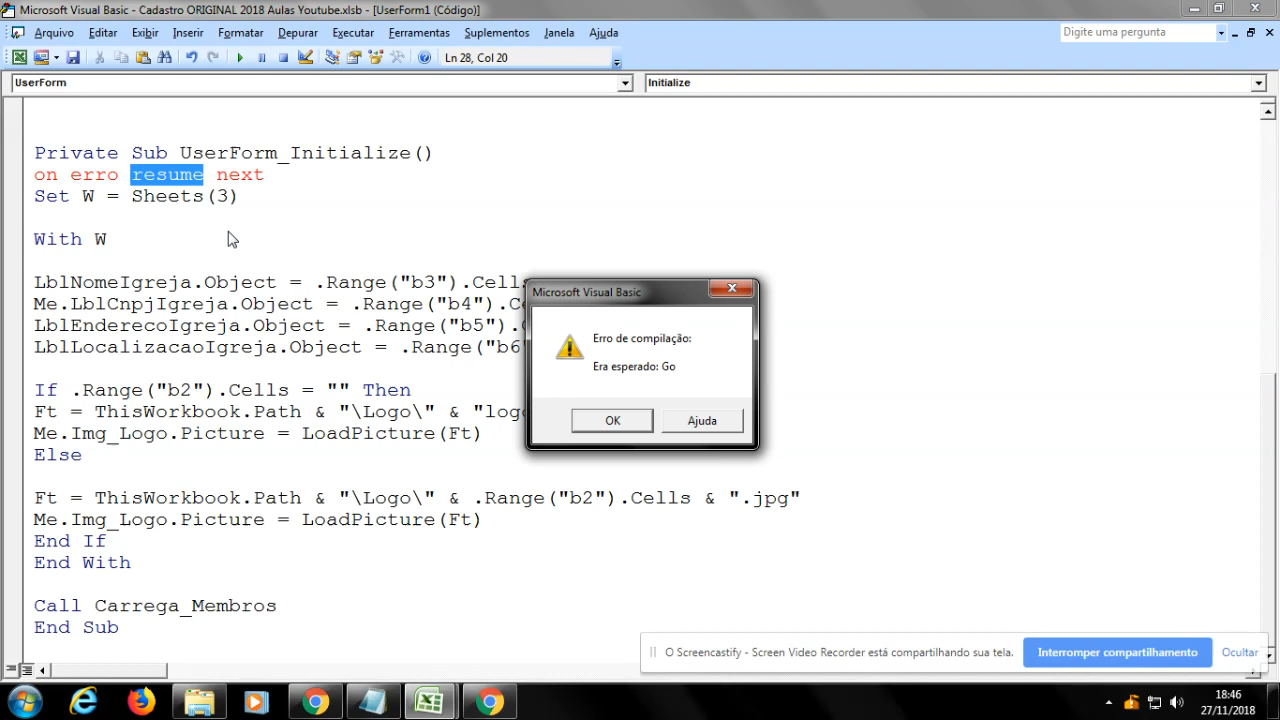 Microsoft Visual Basic - Cadastro ORIGINAL 2018 Aulas Youtube.xlsb - [UserForm1 (Código)]
Arquivo Editar Exibir Inserir Formatar Depurar Executar Ferramentas Suplementos Janela Ajuda
Digite uma pergunta
Ln 28, Col 20
UserForm
Initialize
Private Sub UserForm_Initialize()
on erro resume next
Set W = Sheets(3)
With W
LblNomeIgreja.Object = .Range("b3").Cells
Me.LblCnpjIgreja.Object = .Range("b4").Ce
LblEnderecoIgreja.Object = .Range("b5").
LblLocalizacaoIgreja.Object = .Range("b6
If .Range("b2").Cells = "" Then
Ft = ThisWorkbook.Path & "\Logo\" & "logo
Me.Img_Logo.Picture = LoadPicture(Ft)
Else
Ft = ThisWorkbook.Path & "\Logo\" & .Range("b2").Cells & ".jpg"
Me.Img_Logo.Picture = LoadPicture(Ft)
End If
End With
Call Carrega_Membros
End Sub
Microsoft Visual Basic
Erro de compilação:
Era esperado: Go
OK
Ajuda
O Screencastify - Screen Video Recorder está compartilhando sua tela.
Interromper compartilhamento
Ocultar
18:46
27/11/2018